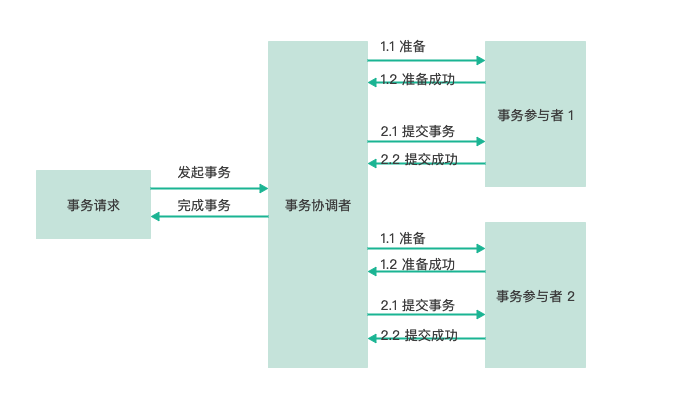 1.1 准备
1.2 准备成功
事务参与者 1
2.1 提交事务
2.2 提交成功
发起事务
事务请求
完成事务
事务协调者
1.1 准备
1.2 准备成功
事务参与者 2
2.1 提交事务
2.2 提交成功